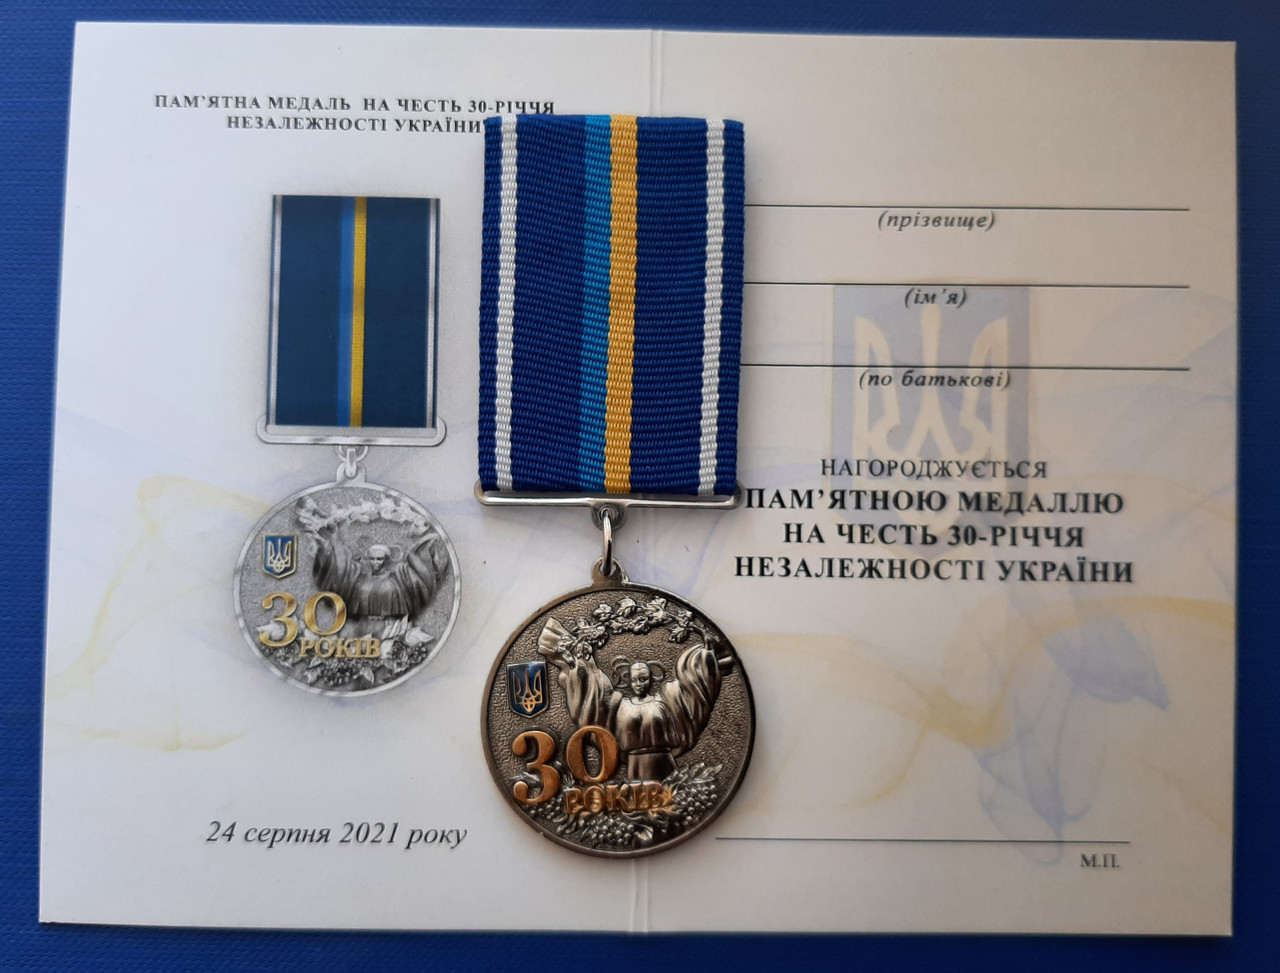 ПАМ'ЯТНА МЕДАЛЬ НА ЧЕСТЬ 30-РІЧЧЯ
НЕЗАЛЕЖНОСТІ УКРАЇНИ
30
РОКІВ
24 серпня 2021 року
30
РОКІВ
(прізвище)
(ім'я)
(по батькові)
НАГОРОДЖУЄТЬСЯ
ПАМ'ЯТНОЮ МЕДАЛЛЮ
НА ЧЕСТЬ 30-РІЧЧЯ
НЕЗАЛЕЖНОСТІ УКРАЇНИ
М.П.